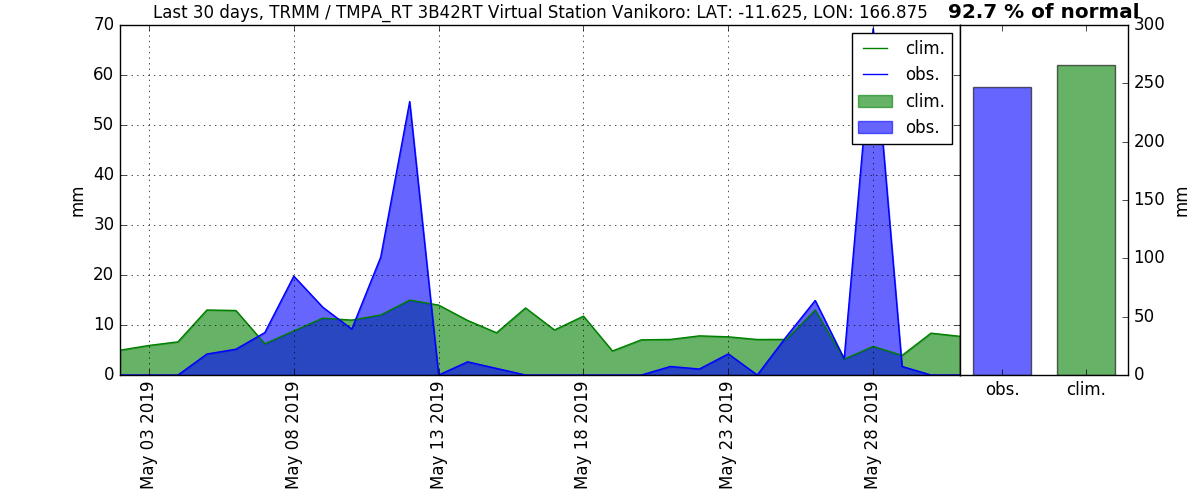 Last 30 days, TRMM / TMPA_RT 3B42RT Virtual Station Vanikoro: LAT: -11.625, LON: 166.875
92.7 % of normal
70
60
50
40
30
20
10
0
mm
clim.
obs.
clim.
obs.
May 03 2019
May 08 2019
May 13 2019
May 18 2019
May 23 2019
May 28 2019
300
250
200
150
100
50
0
mm
obs.
clim.